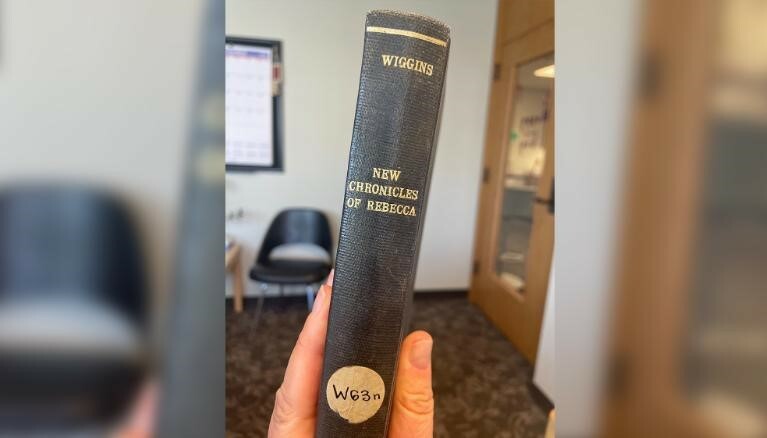 WIGGINS
NEW
CHRONICLES
OF REBECCA
W63n